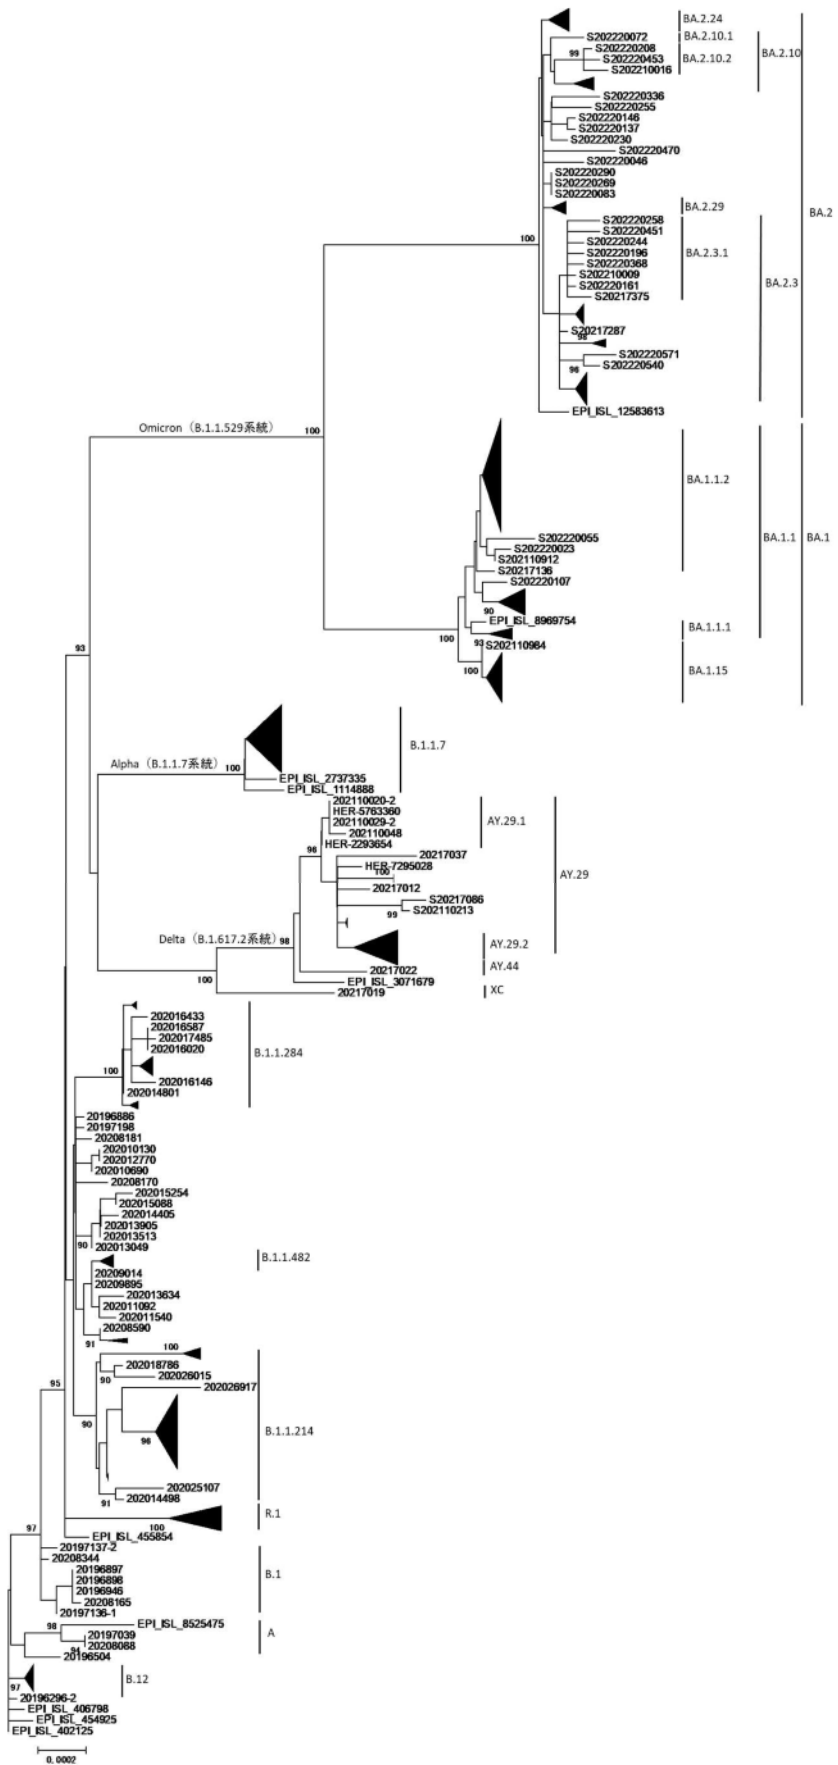 BA.2.24
S202220072
BA.2.10.1
S202220208
99
S202220453
BA.2.10.2
BA.2.10
S202210016
S202220336
S202220255
S202220146
S202220137
S202220230
S202220470
S202220046
S202220290
S202220269
S202220083
BA.2.29
BA.2
S202220258
S202220451
100
S202220244
S202220196
BA.2.3.1
S202220368
S202210009
BA.2.3
S202220161
S20217375
S20217287
98
S202220571
98
S202220540
EPI_ISL_12583613
Omicron（B.1.1.529系統）
100
BA.1.1.2
S202220055
BA.1.1
BA.1
S202220023
S202110912
S20217136
S202220107
90
EPI_ISL_8969754
BA.1.1.1
100
93
S202110984
93
100
BA.1.15
B.1.1.7
Alpha（B.1.1.7系統）
100
EPI_ISL_2737335
EPI_ISL_1114888
202110020-2
HER-5763360
202110029-2
AY.29.1
202110048
HER-2293654
96
20217037
HER-7295028
100
AY.29
20217012
S20217086
99
S202110213
Delta（B.1.617.2系統）
98
AY.29.2
20217022
AY.44
100
EPI_ISL_3071679
20217019
XC
202016433
202016587
202017485
202016020
B.1.1.284
100
202016146
202014801
20196886
20197198
20208181
202010130
202012770
202010690
20208170
202015254
202015088
202014405
202013905
202013513
90
202013049
B.1.1.482
20209014
20209895
202013634
202011092
202011540
20208590
91
100
202018786
90
202026015
95
202026917
90
B.1.1.214
96
202025107
91
202014498
R.1
100
97
EPI_ISL_455854
20197137-2
20208344
20196897
20196898
B.1
20196946
20208165
20197136-1
98
EPI_ISL_8525475
20197039
A
94
20208088
20196504
97
B.12
20196296-2
EPI_ISL_406798
EPI_ISL_454925
EPI_ISL_402125
0.0002